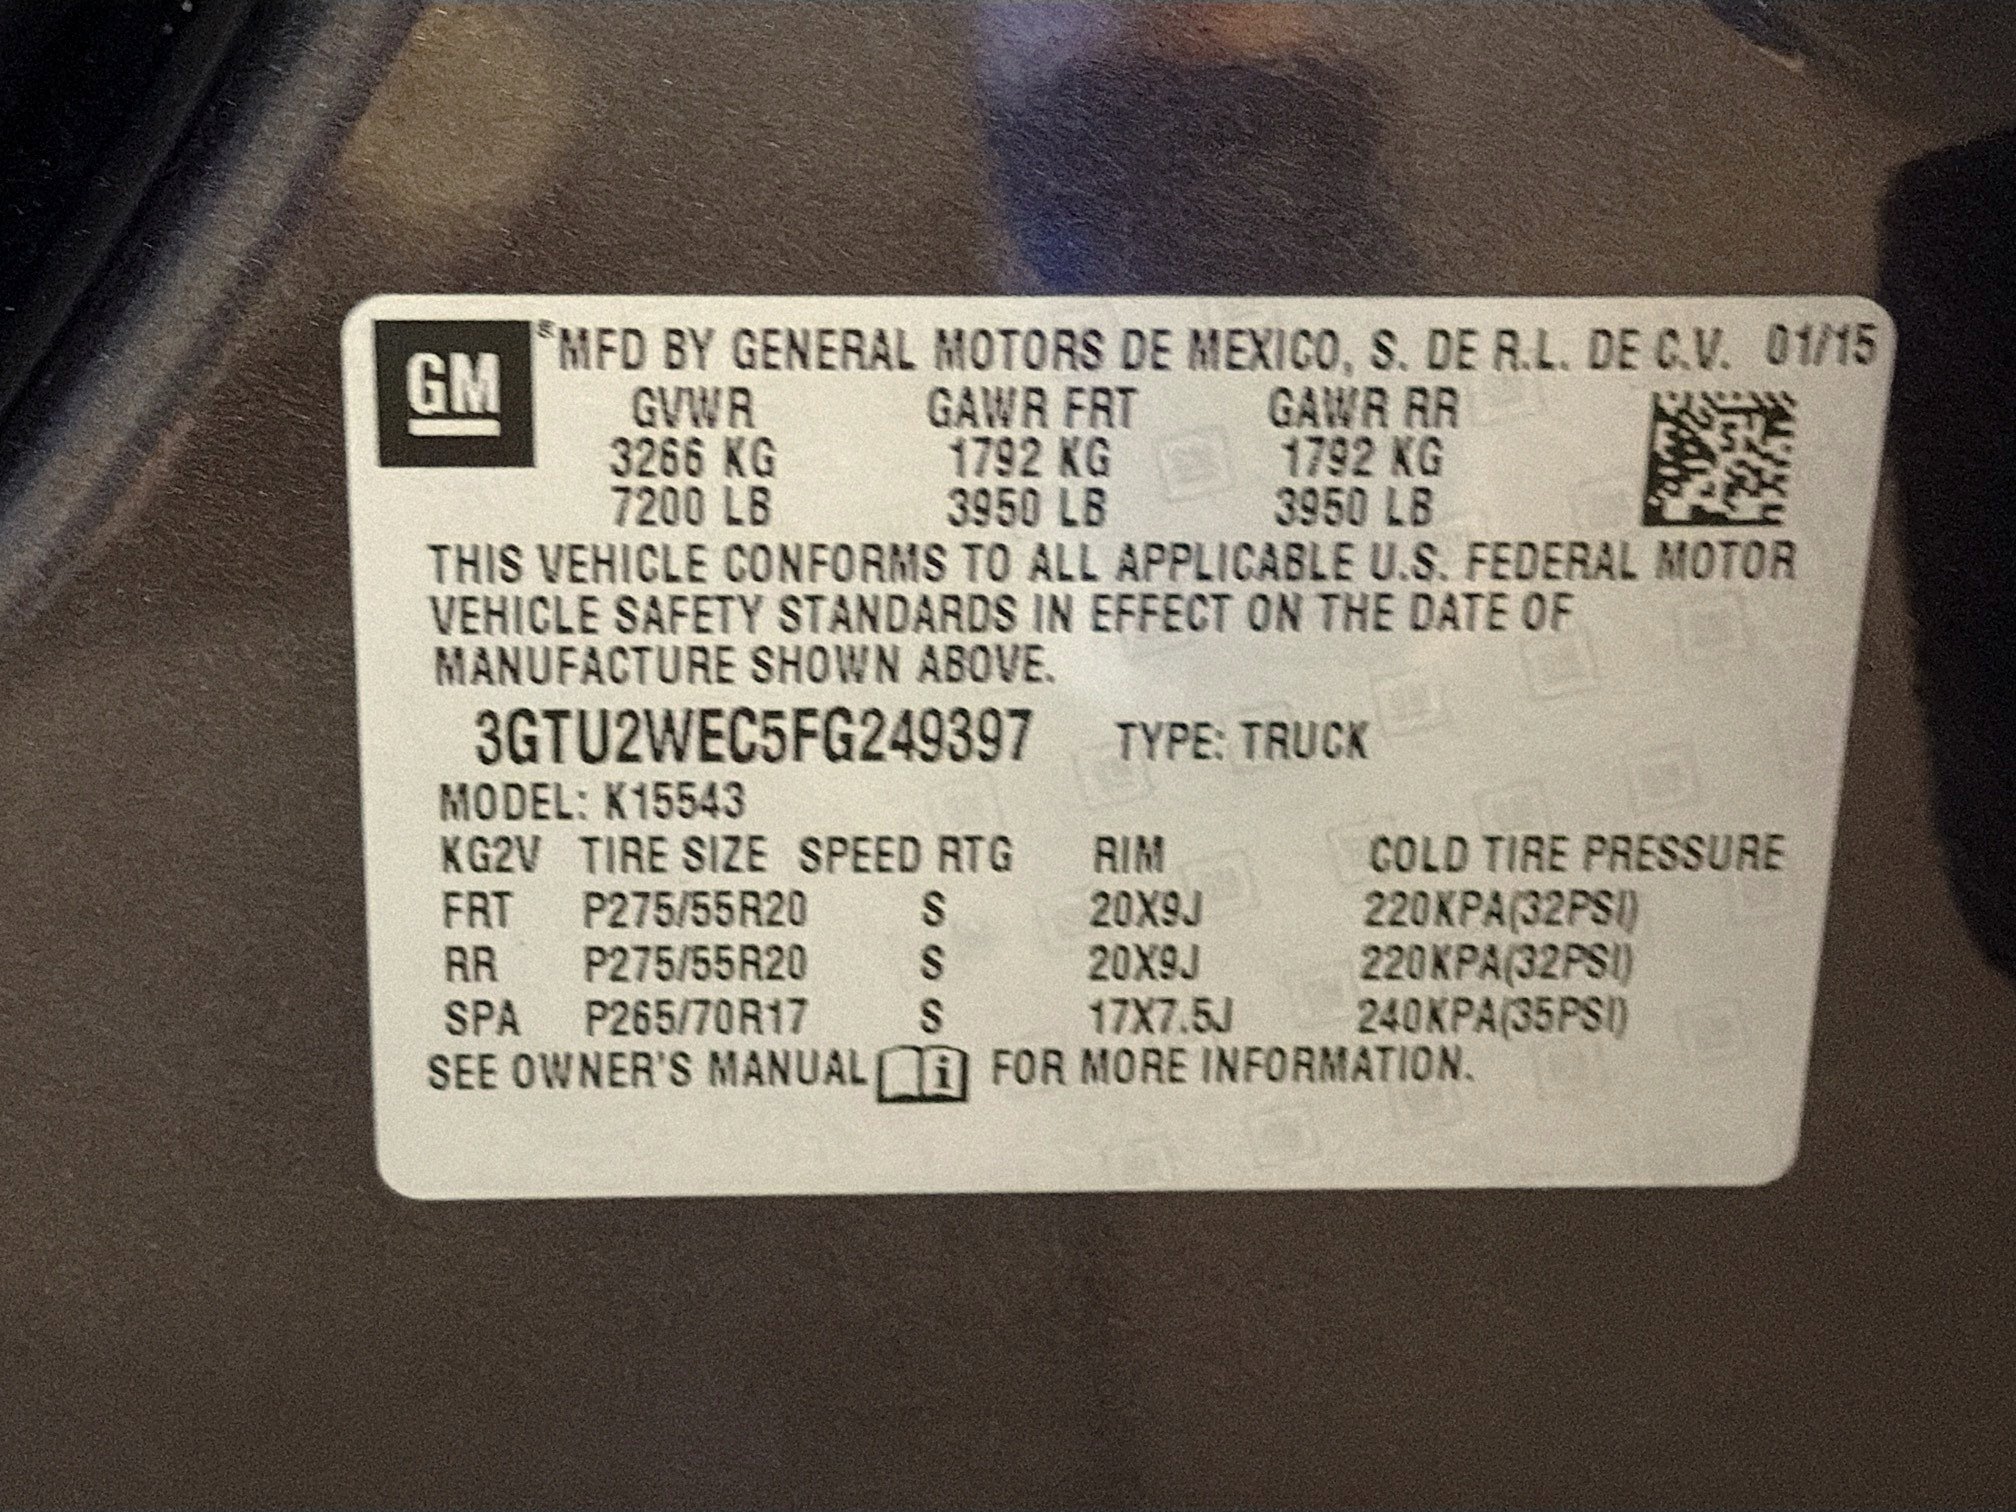 GM
® MFD BY GENERAL MOTORS DE MEXICO, S. DE R.L. DE C.V. 01/15
GVWR GAWR FRT GAWR RR
3266 KG 1792 KG 1792 KG
7200 LB 3950 LB 3950 LB
THIS VEHICLE CONFORMS TO ALL APPLICABLE U.S. FEDERAL MOTOR
VEHICLE SAFETY STANDARDS IN EFFECT ON THE DATE OF
MANUFACTURE SHOWN ABOVE.
3GTU2WEC5FG249397 TYPE: TRUCK
MODEL: K15543
KG2V TIRE SIZE SPEED RTG RIM COLD TIRE PRESSURE
FRT P275/55R20 S 20X9J 220KPA(32PSI)
RR P275/55R20 S 20X9J 220KPA(32PSI)
SPA P265/70R17 S 17X7.5J 240KPA(35PSI)
SEE OWNER'S MANUAL i FOR MORE INFORMATION.